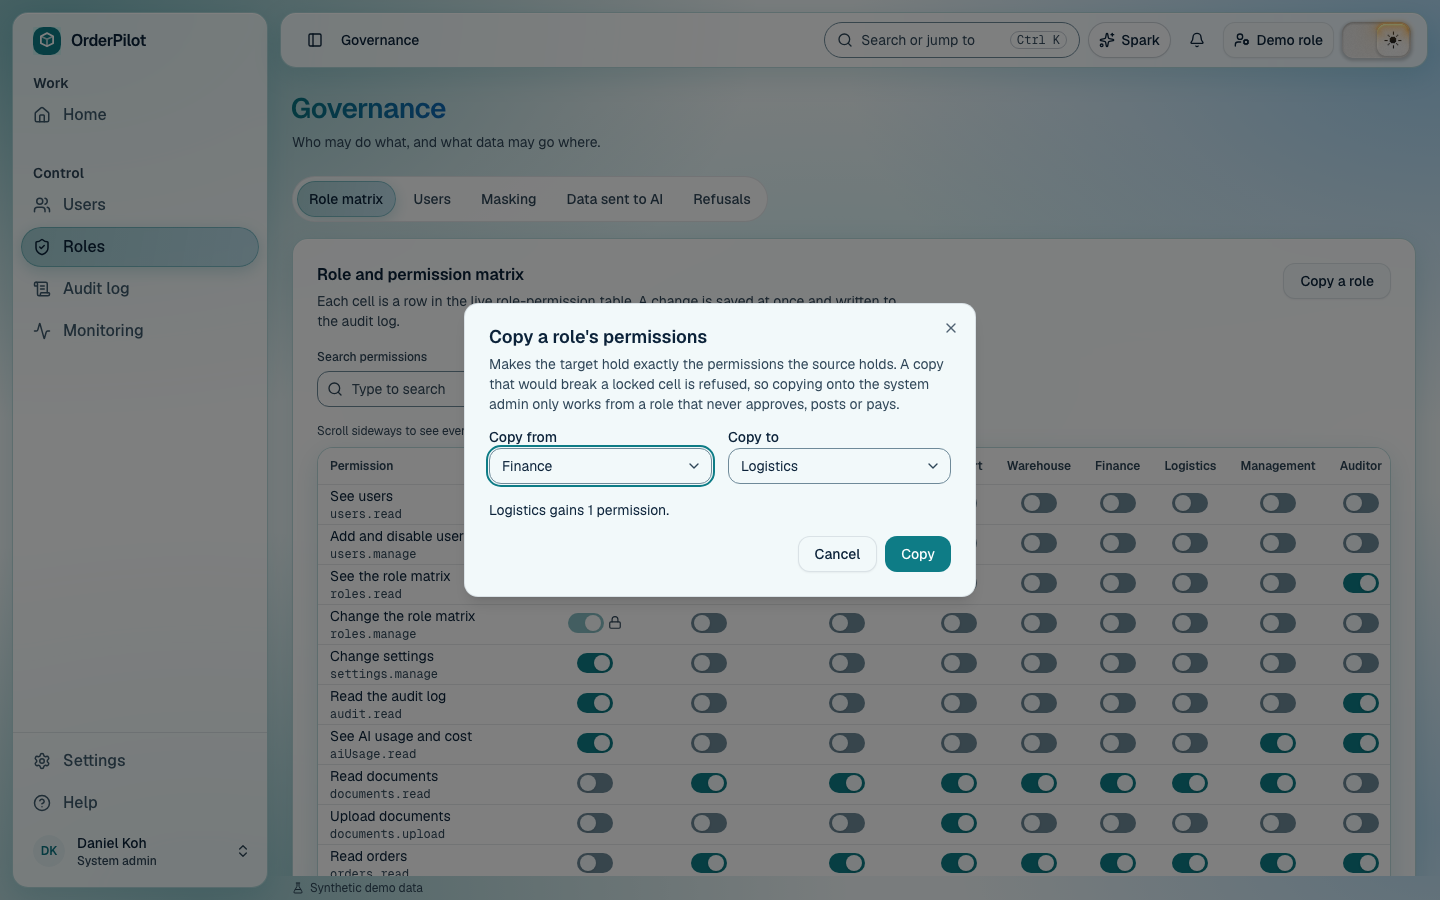 OrderPilot
Work
Home
Control
Users
Roles
Audit log
Monitoring
Settings
Help
DK
Daniel Koh
System admin
Governance
Search or jump to
Ctrl K
Spark
Demo role
Governance
Who may do what, and what data may go where.
Role matrix
Users
Masking
Data sent to AI
Refusals
Role and permission matrix
Copy a role
Each cell is a row in the live role-permission table. A change is saved at once and written to
the audit log.
Search permissions
Type to search
Scroll sideways to see
Copy a role's permissions
Makes the target hold exactly the permissions the source holds. A copy
that would break a locked cell is refused, so copying onto the system
admin only works from a role that never approves, posts or pays.
Copy from
Copy to
Finance
Logistics
Logistics gains 1 permission.
Cancel
Copy
Permission
Warehouse
Finance
Logistics
Management
Auditor
See users
users.read
Add and disable
users.manage
See the role matrix
roles.read
Change the role matrix
roles.manage
Change settings
settings.manage
Read the audit log
audit.read
See AI usage and cost
aiUsage.read
Read documents
documents.read
Upload documents
documents.upload
Read orders
orders.read
Synthetic demo data